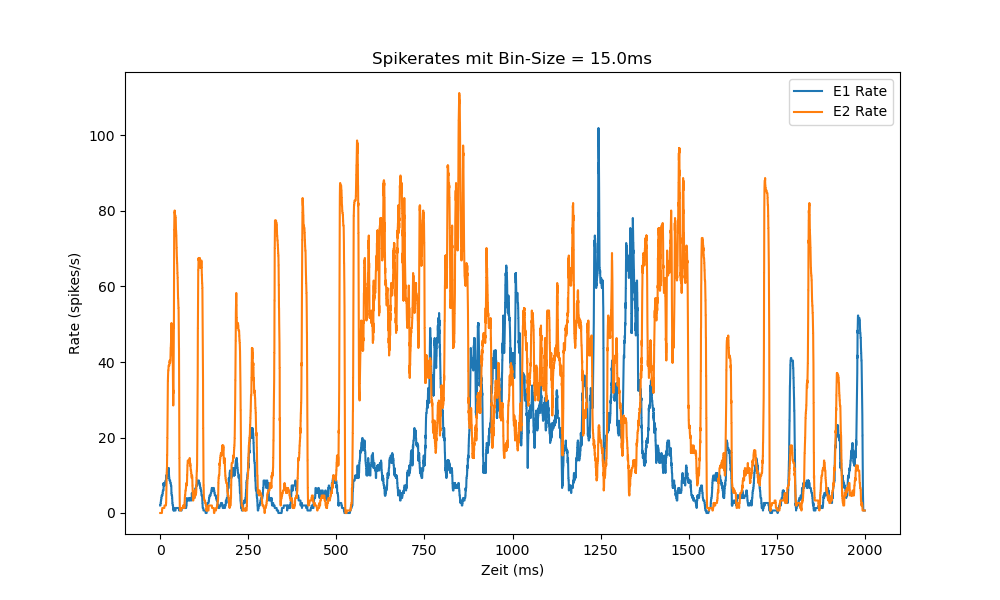 Spikerates mit Bin-Size = 15.0ms
E1 Rate
E2 Rate
100
80
60
40
20
0
Rate (spikes/s)
0 250 500 750 1000 1250 1500 1750 2000
Zeit (ms)